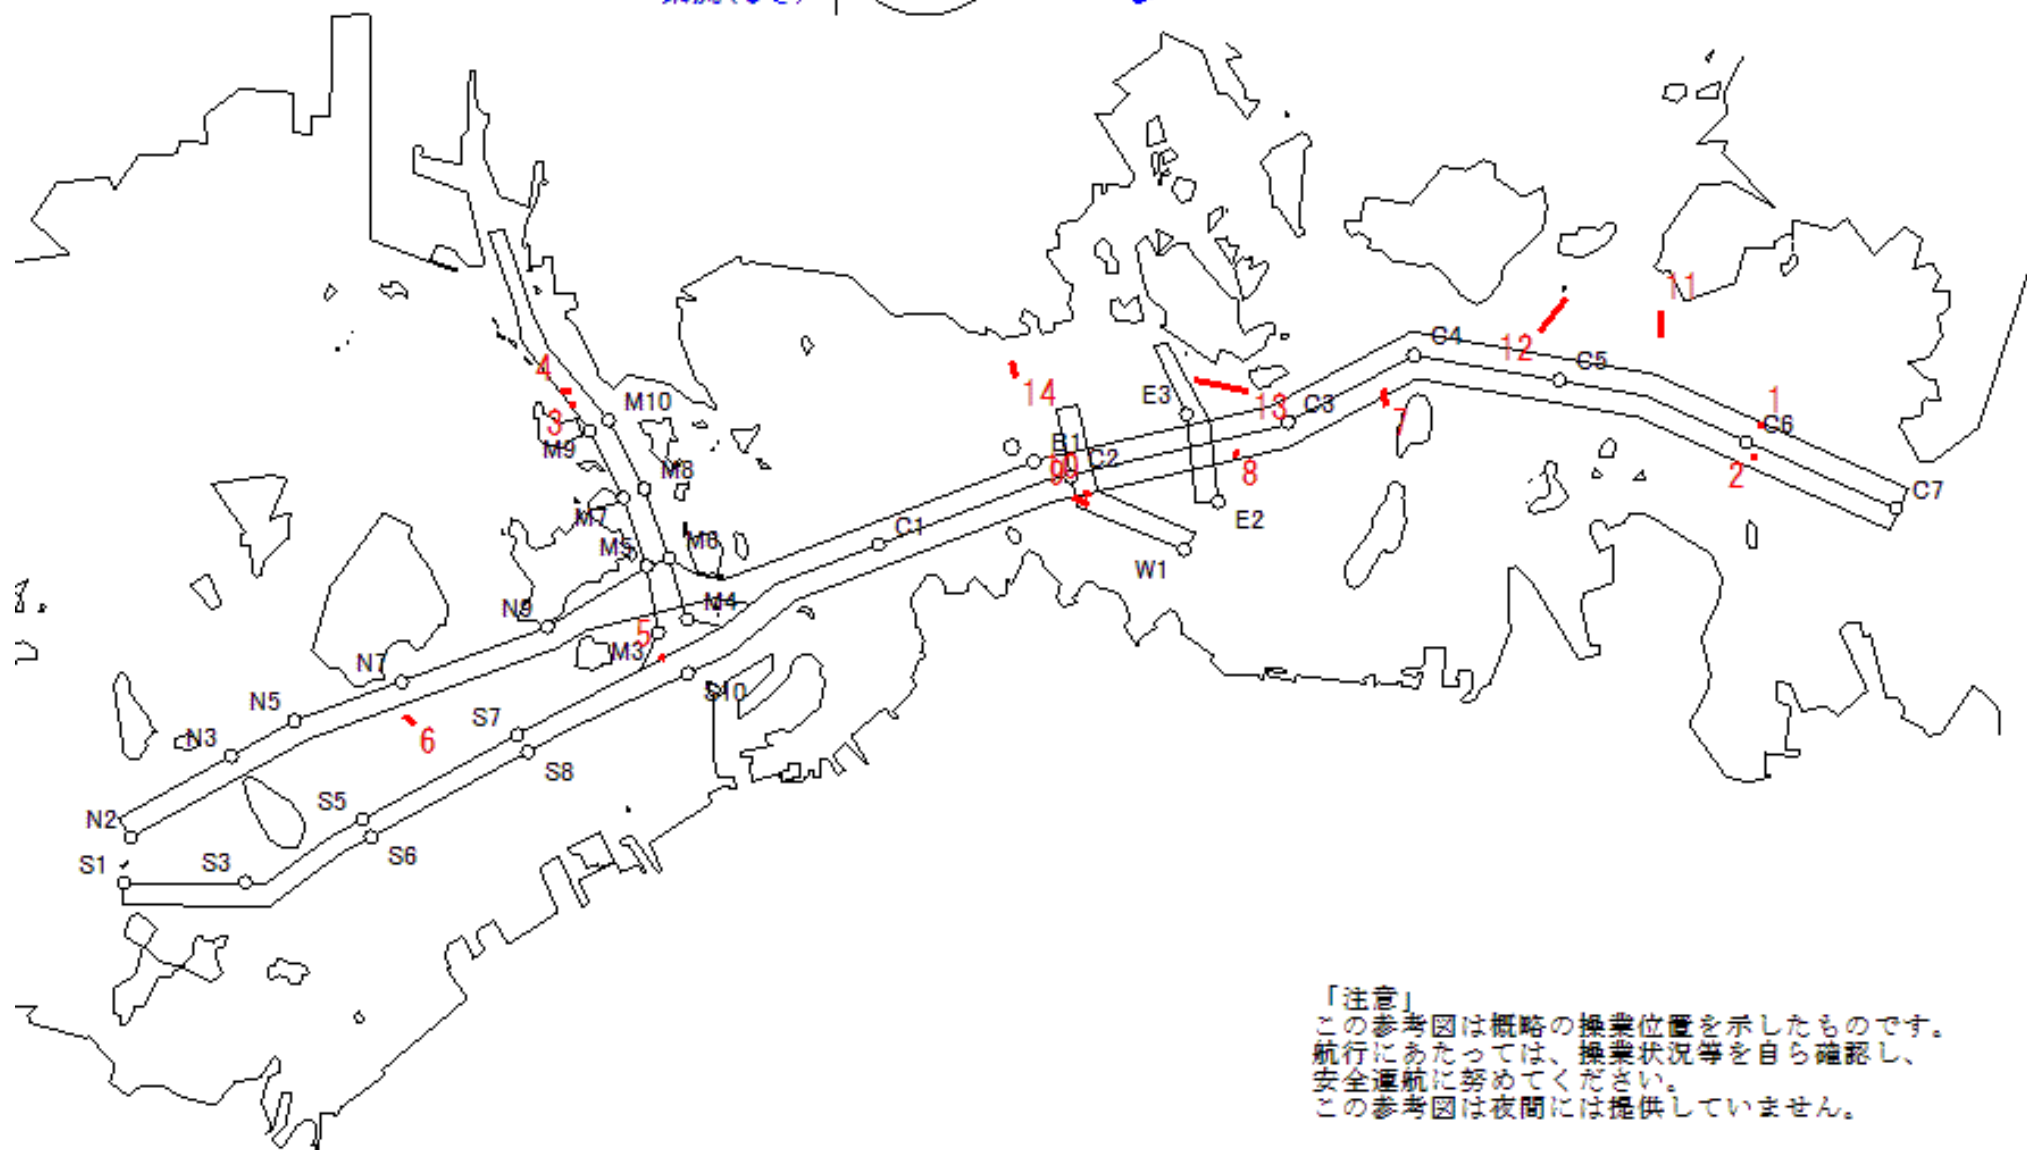 11
4
C4
12
C5
14
E3
M10
13
C3
1
3
7
C6
M9
B1
M8
9
C2
8
2
C7
M7
E2
C1
M5
M6
W1
N9
M4
5
M3
N7
S10
N5
S7
6
N3
S8
S5
N2
S6
S1
S3
「注意」
この参考図は概略の操業位置を示したものです。
航行にあたっては、操業状況等を自ら確認し、
安全運航に努めてください。
この参考図は夜間には提供していません。